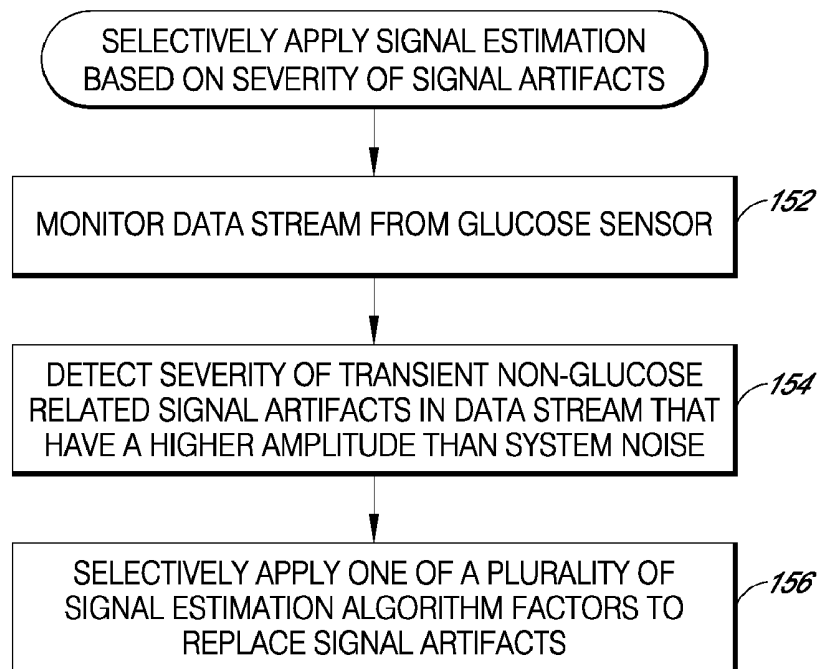 SELECTIVELY APPLY SIGNAL ESTIMATION
BASED ON SEVERITY OF SIGNAL ARTIFACTS
MONITOR DATA STREAM FROM GLUCOSE SENSOR
152
DETECT SEVERITY OF TRANSIENT NON-GLUCOSE
RELATED SIGNAL ARTIFACTS IN DATA STREAM THAT
HAVE A HIGHER AMPLITUDE THAN SYSTEM NOISE
154
SELECTIVELY APPLY ONE OF A PLURALITY OF
SIGNAL ESTIMATION ALGORITHM FACTORS TO
REPLACE SIGNAL ARTIFACTS
156